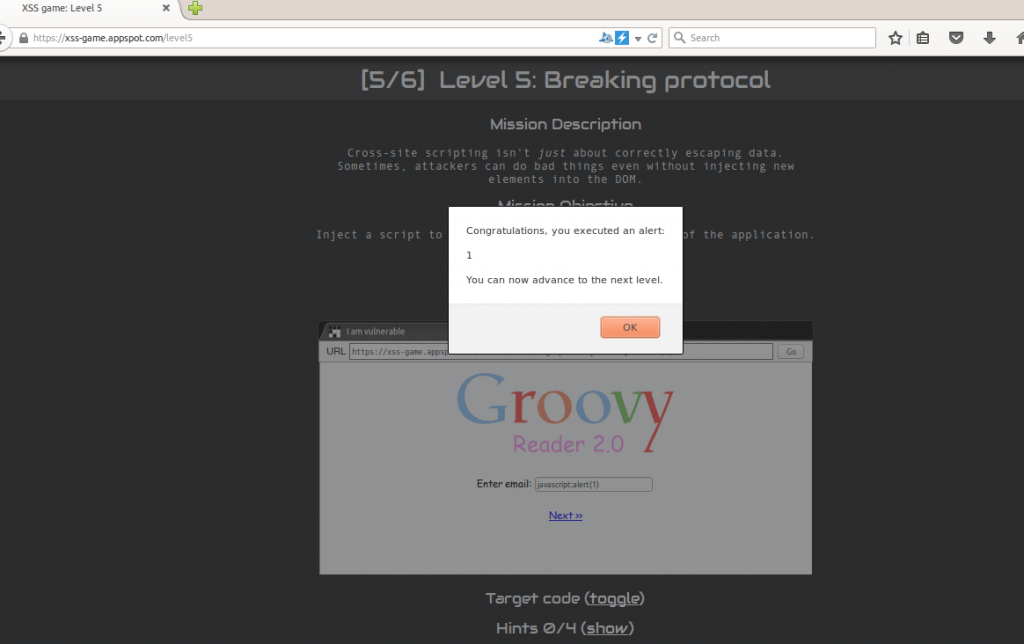 XSS game: Level 5
https://xss-game.appspot.com/level5
Search
[5/6] Level 5: Breaking protocol
Mission Description
Cross-site scripting isn't just about correctly escaping data.
Sometimes, attackers can do bad things even without injecting new
elements into the DOM.
Mission Objective
Inject a script to of the application.
Congratulations, you executed an alert:
1
You can now advance to the next level.
OK
I am vulnerable
URL https://xss-game.appsp Go
Groovy
Reader 2.0
Enter email: javascript:alert(1)
Next >>
Target code (toggle)
Hints 0/4 (show)